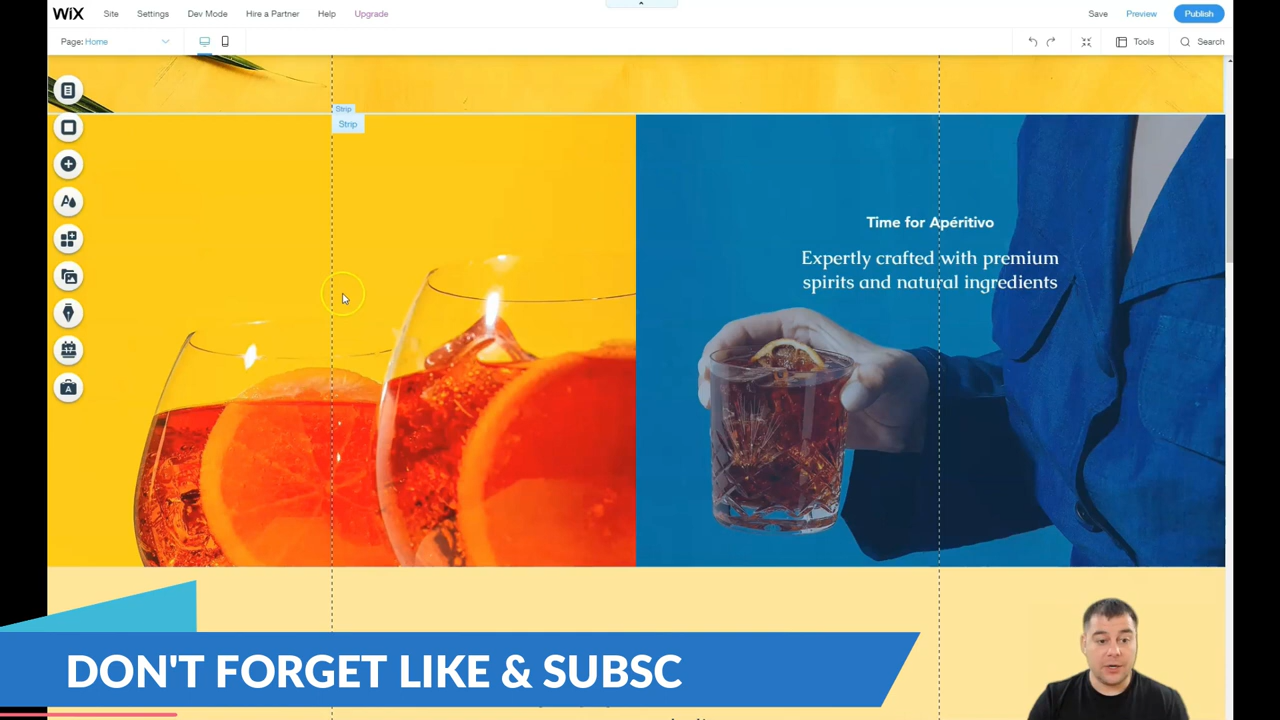 WiX Site Settings Dev Mode Hire a Partner Help Upgrade Save Preview Publish
Page: Home Tools Search
Strip
Strip
Time for Apéritivo
Expertly crafted with premium
spirits and natural ingredients
DON'T FORGET LIKE & SUBSC